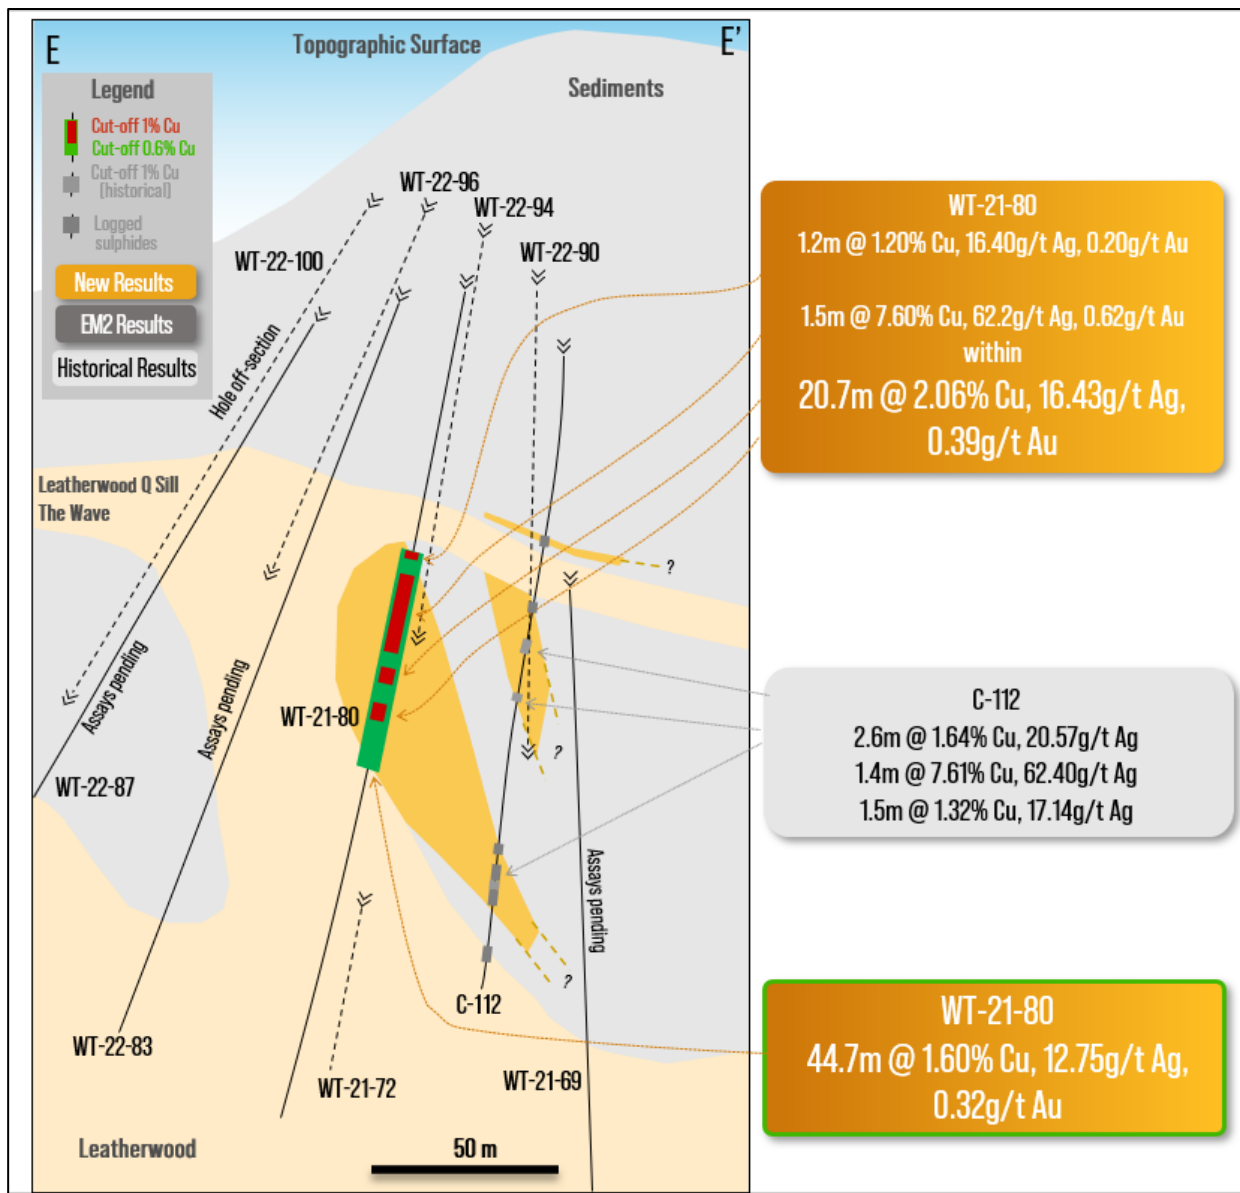 E
Topographic Surface
E'
Sediments
Legend
Cut-off 1% Cu
Cut-off 0.6% Cu
Cut-off 1% Cu
[historical]
Logged
sulphides
New Results
EM2 Results
Historical Results
WT-22-96
WT-22-94
WT-22-90
WT-22-100
Hole off-section
Leatherwood Q Sill
The Wave
?
Assays pending
Assays pending
WT-21-80
?
WT-22-87
Assays pending
?
C-112
WT-22-83
WT-21-72
WT-21-69
Leatherwood
50 m
WT-21-80
1.2m @ 1.20% Cu, 16.40g/t Ag, 0.20g/t Au
1.5m @ 7.60% Cu, 62.2g/t Ag, 0.62g/t Au
within
20.7m @ 2.06% Cu, 16.43g/t Ag,
0.39g/t Au
C-112
2.6m @ 1.64% Cu, 20.57g/t Ag
1.4m @ 7.61% Cu, 62.40g/t Ag
1.5m @ 1.32% Cu, 17.14g/t Ag
WT-21-80
44.7m @ 1.60% Cu, 12.75g/t Ag,
0.32g/t Au